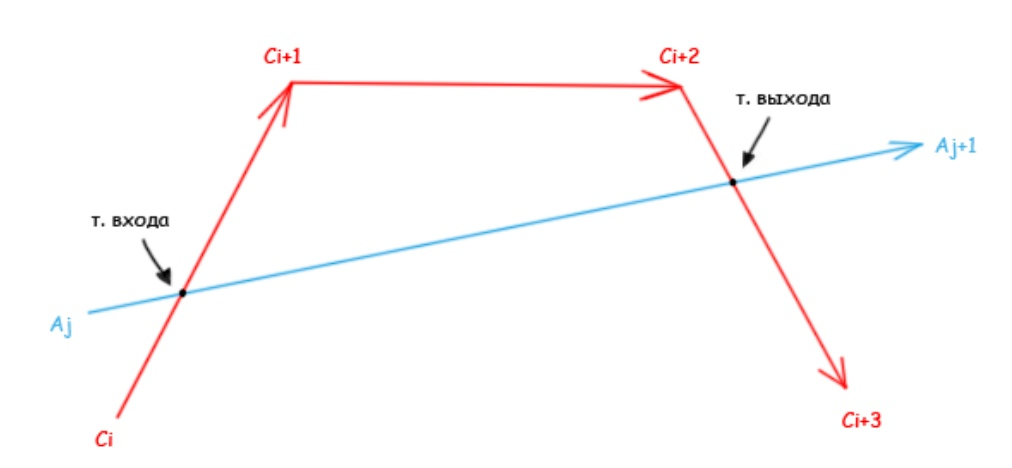 Ci+1
Ci+2
т. выхода
Aj+1
т. входа
Aj
Ci
Ci+3